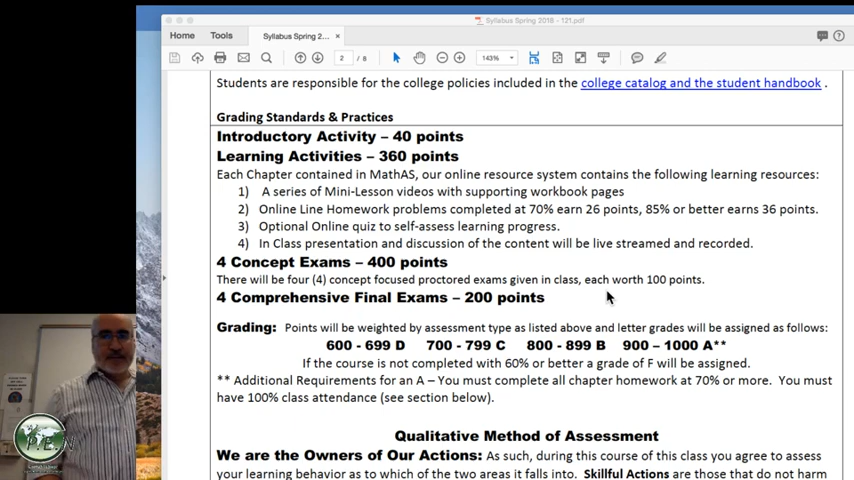 Syllabus Spring 2018 - 121.pdf
Home Tools Syllabus Spring 2... ×
2 / 8 143%
Students are responsible for the college policies included in the college catalog and the student handbook .
Grading Standards & Practices
Introductory Activity – 40 points
Learning Activities – 360 points
Each Chapter contained in MathAS, our online resource system contains the following learning resources:
1) A series of Mini-Lesson videos with supporting workbook pages
2) Online Line Homework problems completed at 70% earn 26 points, 85% or better earns 36 points.
3) Optional Online quiz to self-assess learning progress.
4) In Class presentation and discussion of the content will be live streamed and recorded.
4 Concept Exams – 400 points
There will be four (4) concept focused proctored exams given in class, each worth 100 points.
4 Comprehensive Final Exams – 200 points
Grading: Points will be weighted by assessment type as listed above and letter grades will be assigned as follows:
600 - 699 D 700 - 799 C 800 - 899 B 900 – 1000 A**
If the course is not completed with 60% or better a grade of F will be assigned.
** Additional Requirements for an A – You must complete all chapter homework at 70% or more. You must
have 100% class attendance (see section below).
Qualitative Method of Assessment
We are the Owners of Our Actions: As such, during this course of this class you agree to assess
your learning behavior as to which of the two areas it falls into. Skillful Actions are those that do not harm
P.E.N